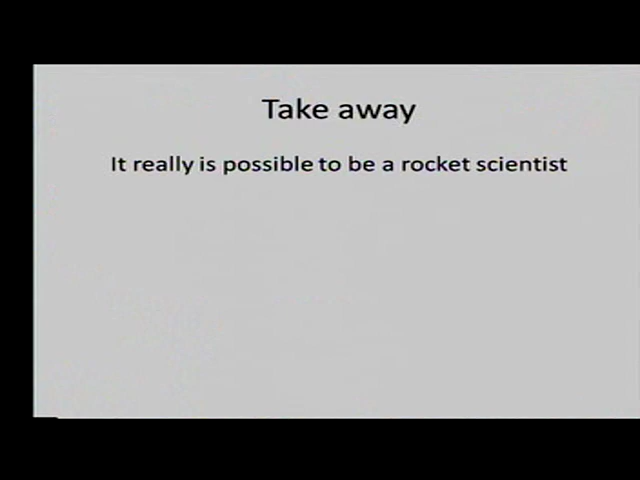 Take away
It really is possible to be a rocket scientist